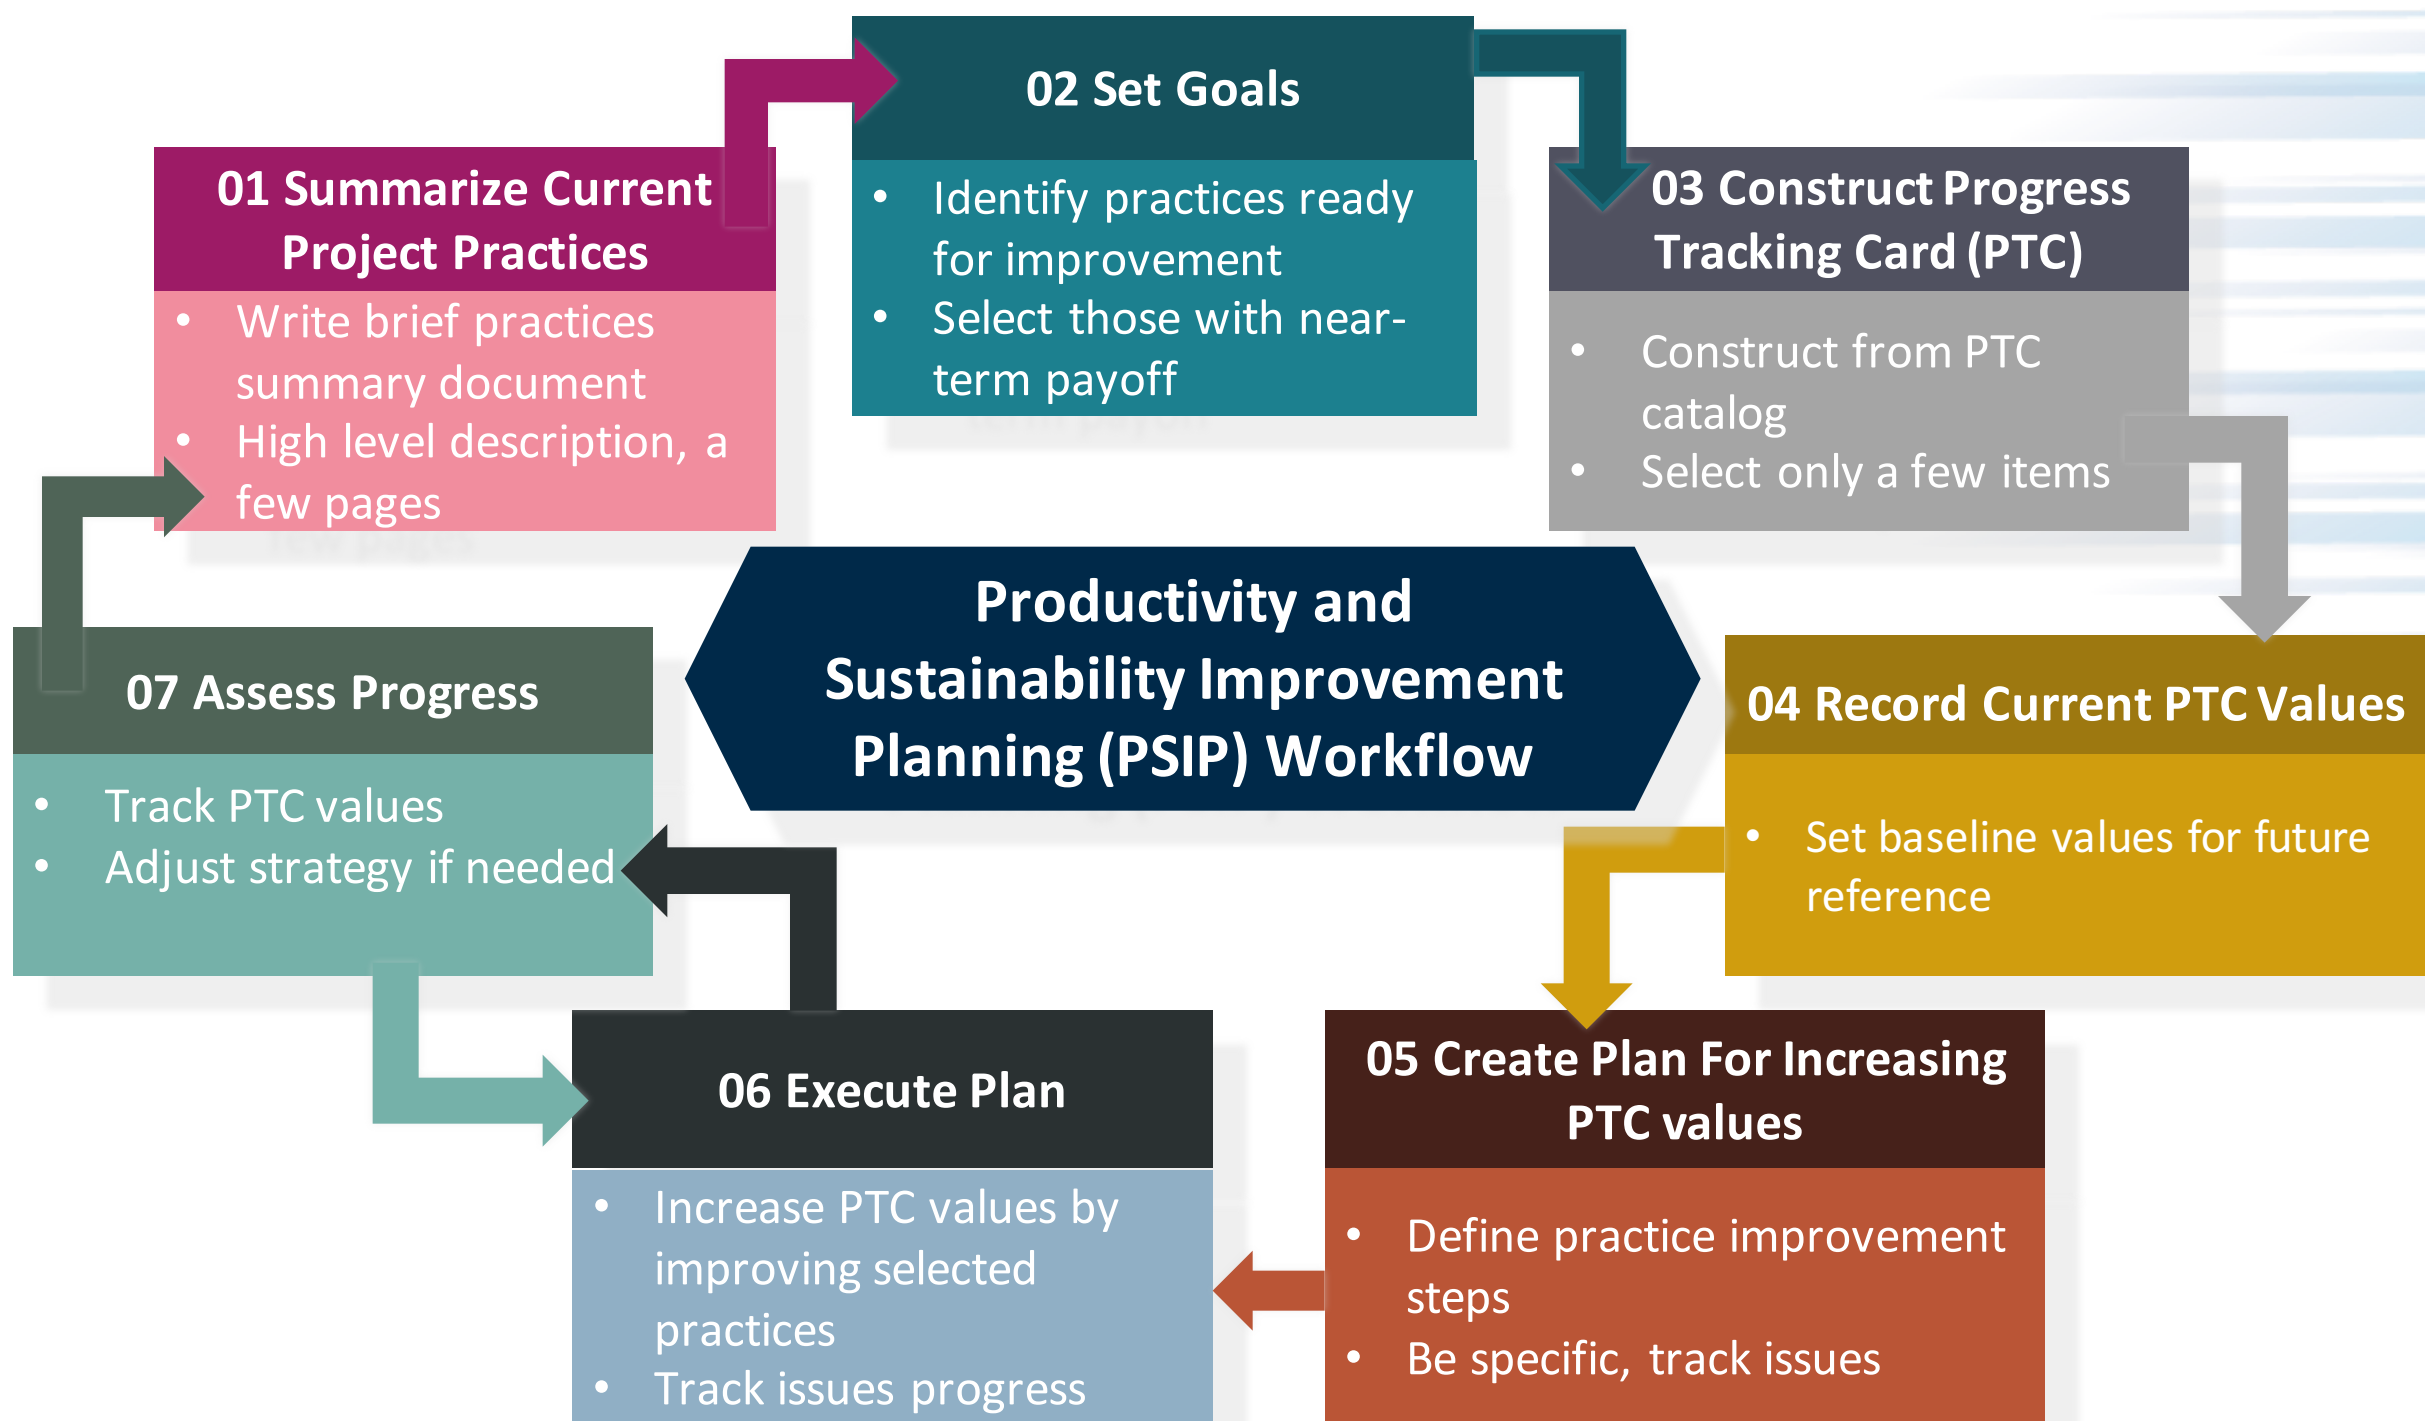 01 Summarize Current
Project Practices
• Write brief practices
summary document
• High level description, a
few pages
02 Set Goals
• Identify practices ready
for improvement
• Select those with near-
term payoff
03 Construct Progress
Tracking Card (PTC)
• Construct from PTC
catalog
• Select only a few items
Productivity and
Sustainability Improvement
Planning (PSIP) Workflow
04 Record Current PTC Values
• Set baseline values for future
reference
05 Create Plan For Increasing
PTC values
• Define practice improvement
steps
• Be specific, track issues
06 Execute Plan
• Increase PTC values by
improving selected
practices
• Track issues progress
07 Assess Progress
• Track PTC values
• Adjust strategy if needed